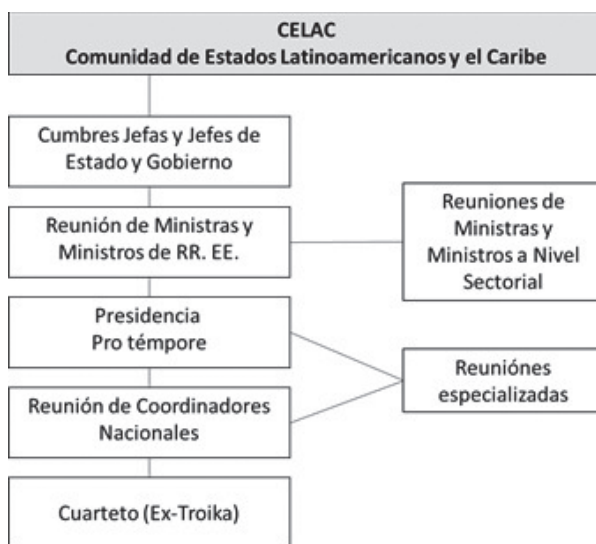 CELAC
Comunidad de Estados Latinoamericanos y el Caribe
Cumbres Jefas y Jefes de
Estado y Gobierno
Reunión de Ministras y
Ministros de RR. EE.
Reuniones de
Ministras y
Ministros a Nivel
Sectorial
Presidencia
Pro témpore
Reuniónes
especializadas
Reunión de Coordinadores
Nacionales
Cuarteto (Ex-Troika)